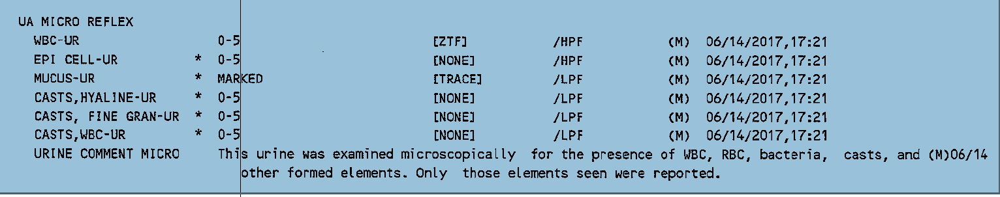 UA MICRO REFLEX
WBC-UR 0-5 [ZTF] /HPF (M) 06/14/2017,17:21
EPI CELL-UR * 0-5 [NONE] /HPF (M) 06/14/2017,17:21
MUCUS-UR * MARKED [TRACE] /LPF (M) 06/14/2017,17:21
CASTS,HYALINE-UR * 0-5 [NONE] /LPF (M) 06/14/2017,17:21
CASTS, FINE GRAN-UR * 0-5 [NONE] /LPF (M) 06/14/2017,17:21
CASTS,WBC-UR * 0-5 [NONE] /LPF (M) 06/14/2017,17:21
URINE COMMENT MICRO This urine was examined microscopically for the presence of WBC, RBC, bacteria, casts, and (M)06/14
other formed elements. Only those elements seen were reported.